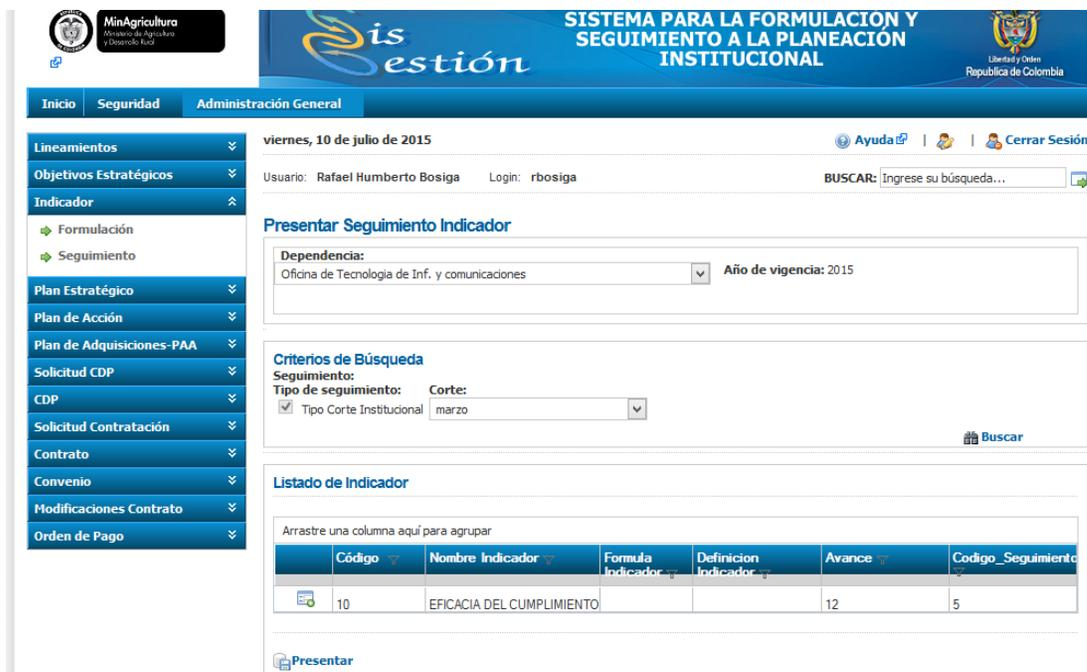 MinAgricultura
Ministerio de Agricultura
y Desarrollo Rural
Sis
Gestión
SISTEMA PARA LA FORMULACIÓN Y
SEGUIMIENTO A LA PLANEACIÓN
INSTITUCIONAL
Libertad y Orden
Republica de Colombia
Inicio Seguridad Administración General
Lineamientos
Objetivos Estratégicos
Indicador
Formulación
Seguimiento
Plan Estratégico
Plan de Acción
Plan de Adquisiciones-PAA
Solicitud CDP
CDP
Solicitud Contratación
Contrato
Convenio
Modificaciones Contrato
Orden de Pago
viernes, 10 de julio de 2015
Ayuda | | Cerrar Sesión
Usuario: Rafael Humberto Bosiga Login: rbosiga
BUSCAR: Ingrese su búsqueda...
Presentar Seguimiento Indicador
Dependencia:
Oficina de Tecnologia de Inf. y comunicaciones
Año de vigencia: 2015
Criterios de Búsqueda
Seguimiento:
Tipo de seguimiento: Corte:
Tipo Corte Institucional marzo
Buscar
Listado de Indicador
Arrastre una columna aquí para agrupar
Código Nombre Indicador Formula Indicador Definicion Indicador Avance Codigo_Seguimiento
10 EFICACIA DEL CUMPLIMIENTO 12 5
Presentar